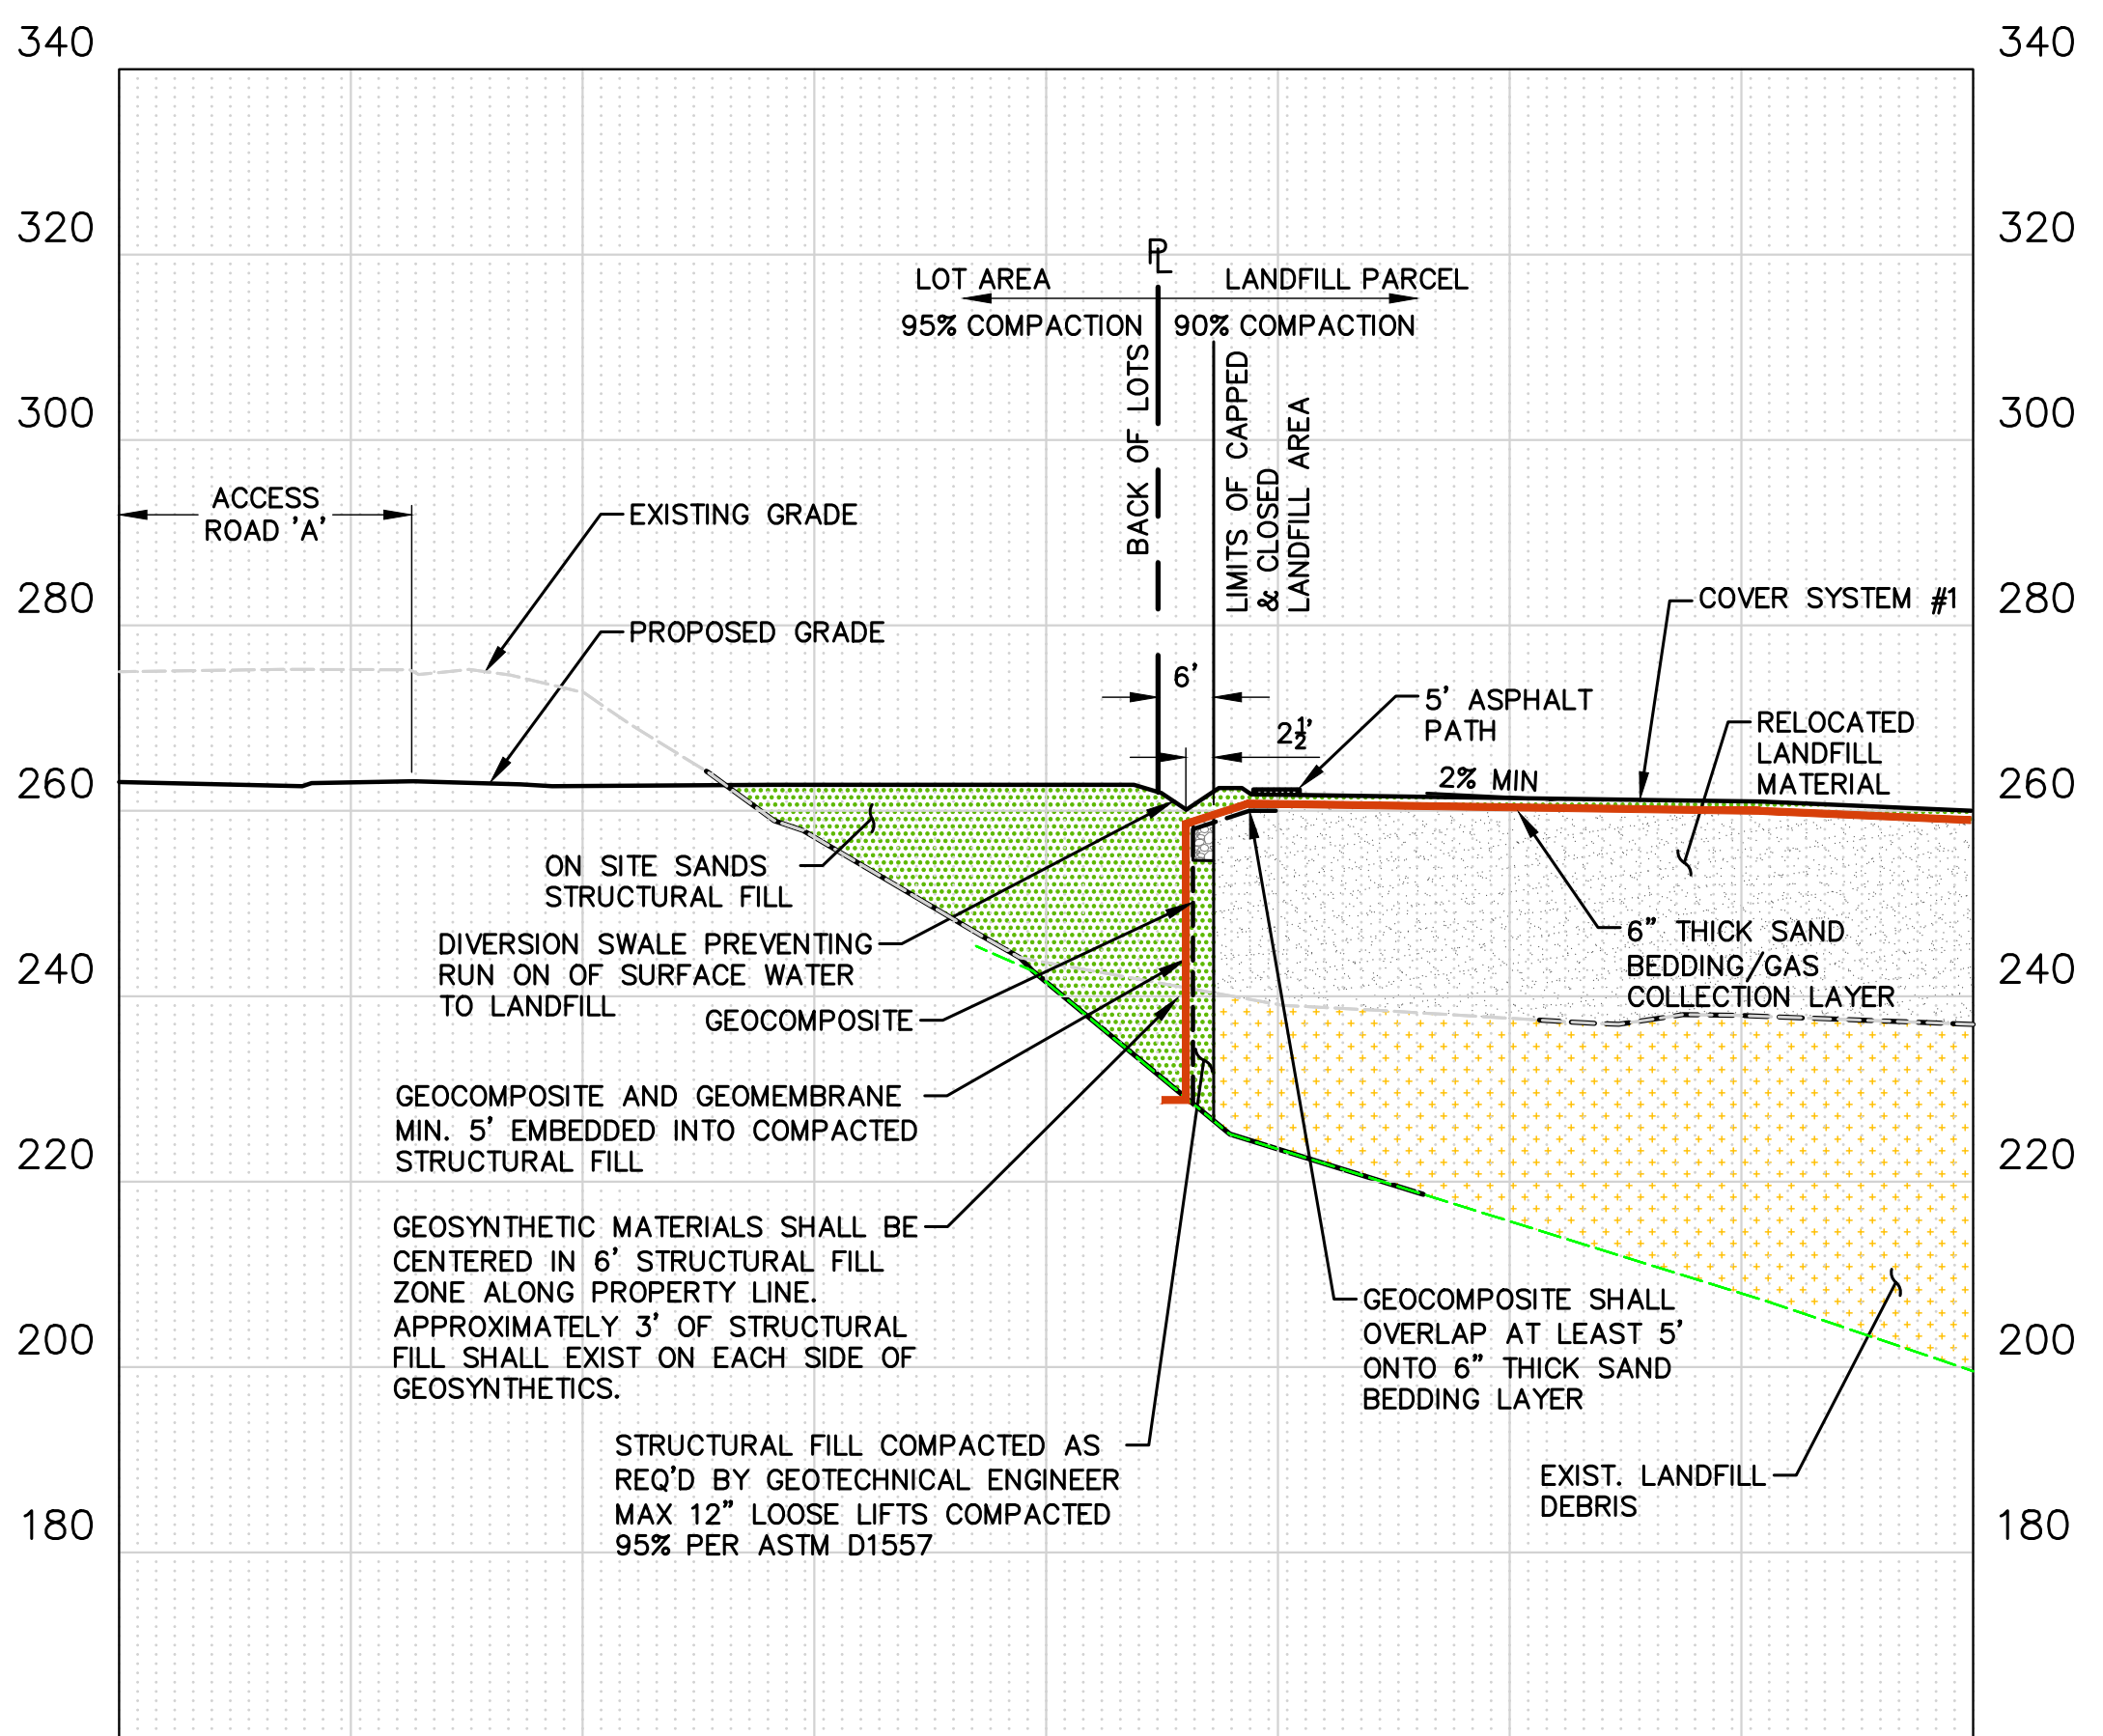 340
340
320
320
PL
LOT AREA
LANDFILL PARCEL
95% COMPACTION
90% COMPACTION
BACK OF LOTS
LIMITS OF CAPPED
& CLOSED
LANDFILL AREA
300
300
ACCESS
ROAD 'A'
EXISTING GRADE
280
280
COVER SYSTEM #1
PROPOSED GRADE
6'
2½'
5' ASPHALT
PATH
RELOCATED
LANDFILL
MATERIAL
2% MIN
260
260
ON SITE SANDS
STRUCTURAL FILL
DIVERSION SWALE PREVENTING
RUN ON OF SURFACE WATER
TO LANDFILL
6" THICK SAND
BEDDING/GAS
COLLECTION LAYER
240
240
GEOCOMPOSITE
GEOCOMPOSITE AND GEOMEMBRANE
MIN. 5' EMBEDDED INTO COMPACTED
STRUCTURAL FILL
220
220
GEOSYNTHETIC MATERIALS SHALL BE
CENTERED IN 6' STRUCTURAL FILL
ZONE ALONG PROPERTY LINE.
APPROXIMATELY 3' OF STRUCTURAL
FILL SHALL EXIST ON EACH SIDE OF
GEOSYNTHETICS.
GEOCOMPOSITE SHALL
OVERLAP AT LEAST 5'
ONTO 6" THICK SAND
BEDDING LAYER
200
200
STRUCTURAL FILL COMPACTED AS
REQ'D BY GEOTECHNICAL ENGINEER
MAX 12" LOOSE LIFTS COMPACTED
95% PER ASTM D1557
EXIST. LANDFILL
DEBRIS
180
180